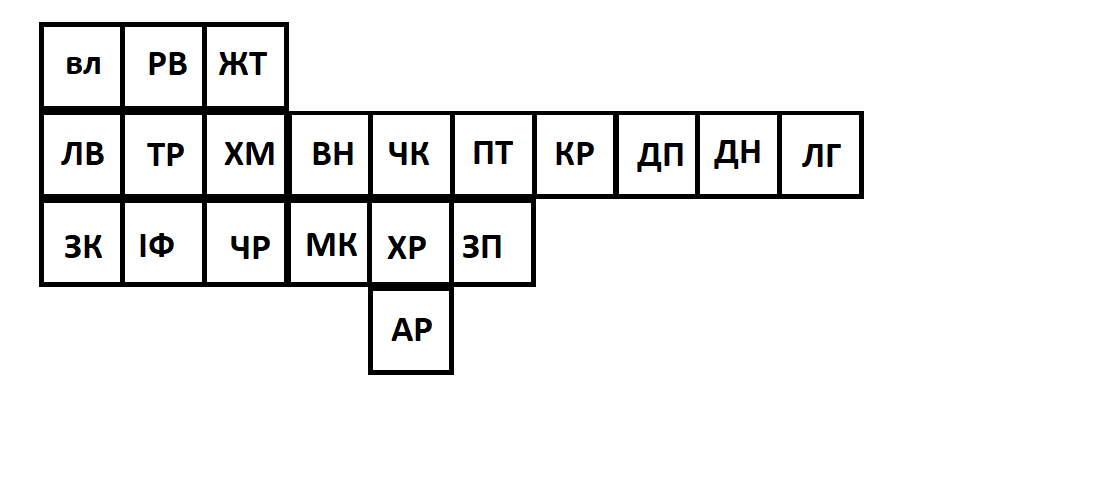 вл РВ ЖТ
ЛВ ТР ХМ ВН ЧК ПТ КР ДП ДН ЛГ
ЗК ІФ ЧР МК ХР ЗП
АР